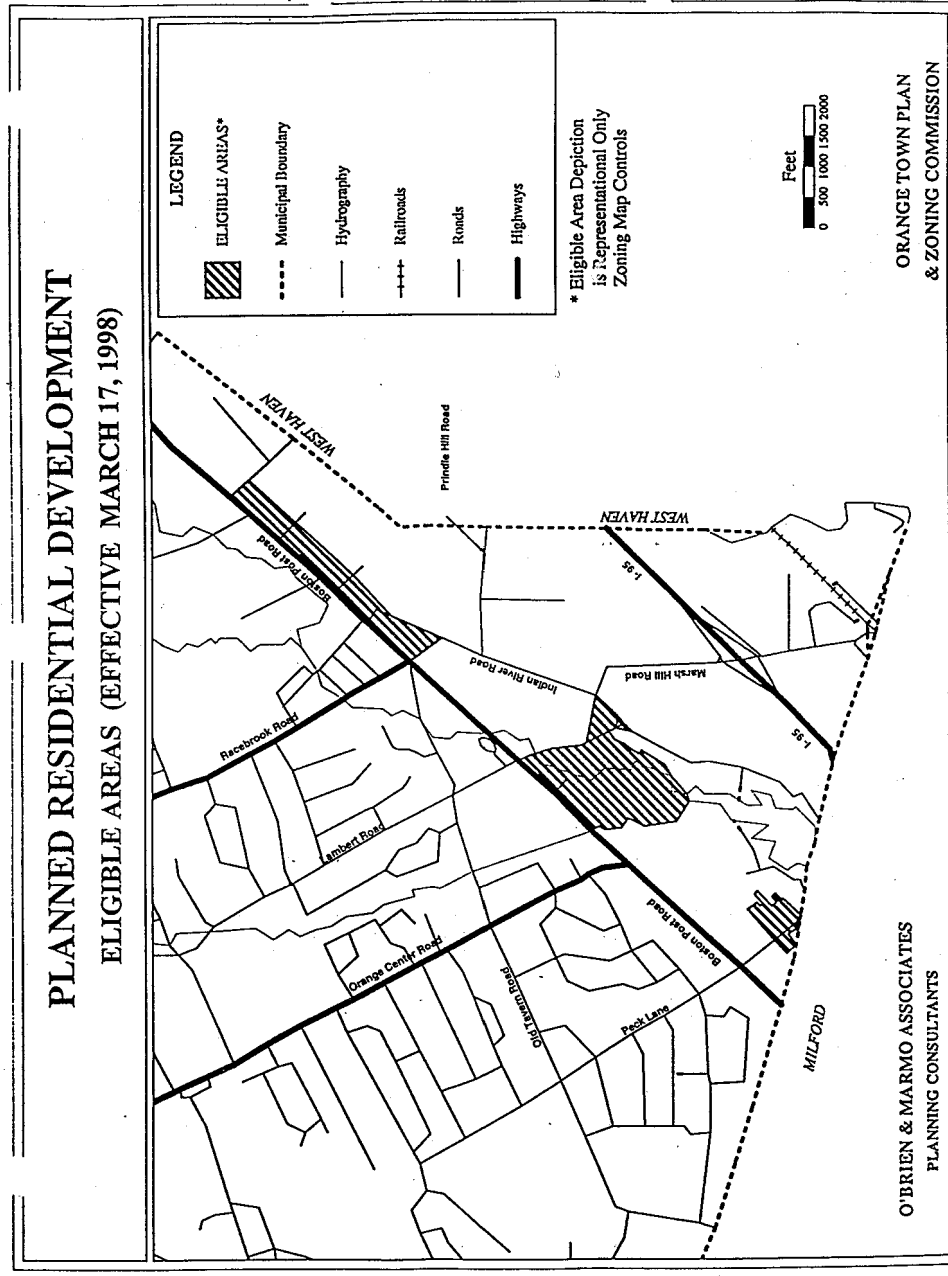 PLANNED RESIDENTIAL DEVELOPMENT
ELIGIBLE AREAS (EFFECTIVE MARCH 17, 1998)
LEGEND
ELIGIBLE AREAS*
Municipal Boundary
Hydrography
Railroads
Roads
Highways
* Eligible Area Depiction
is Representational Only
Zoning Map Controls
Feet
0 500 1000 1500 2000
ORANGE TOWN PLAN
& ZONING COMMISSION
O'BRIEN & MARMO ASSOCIATES
PLANNING CONSULTANTS
WEST HAVEN
Prindle Hill Road
Boston Post Road
WEST HAVEN
I-95
Racebrook Road
Indian River Road
Marsh Hill Road
I-95
Lambert Road
Orange Center Road
Boston Post Road
Old Tavern Road
Peck Lane
MILFORD